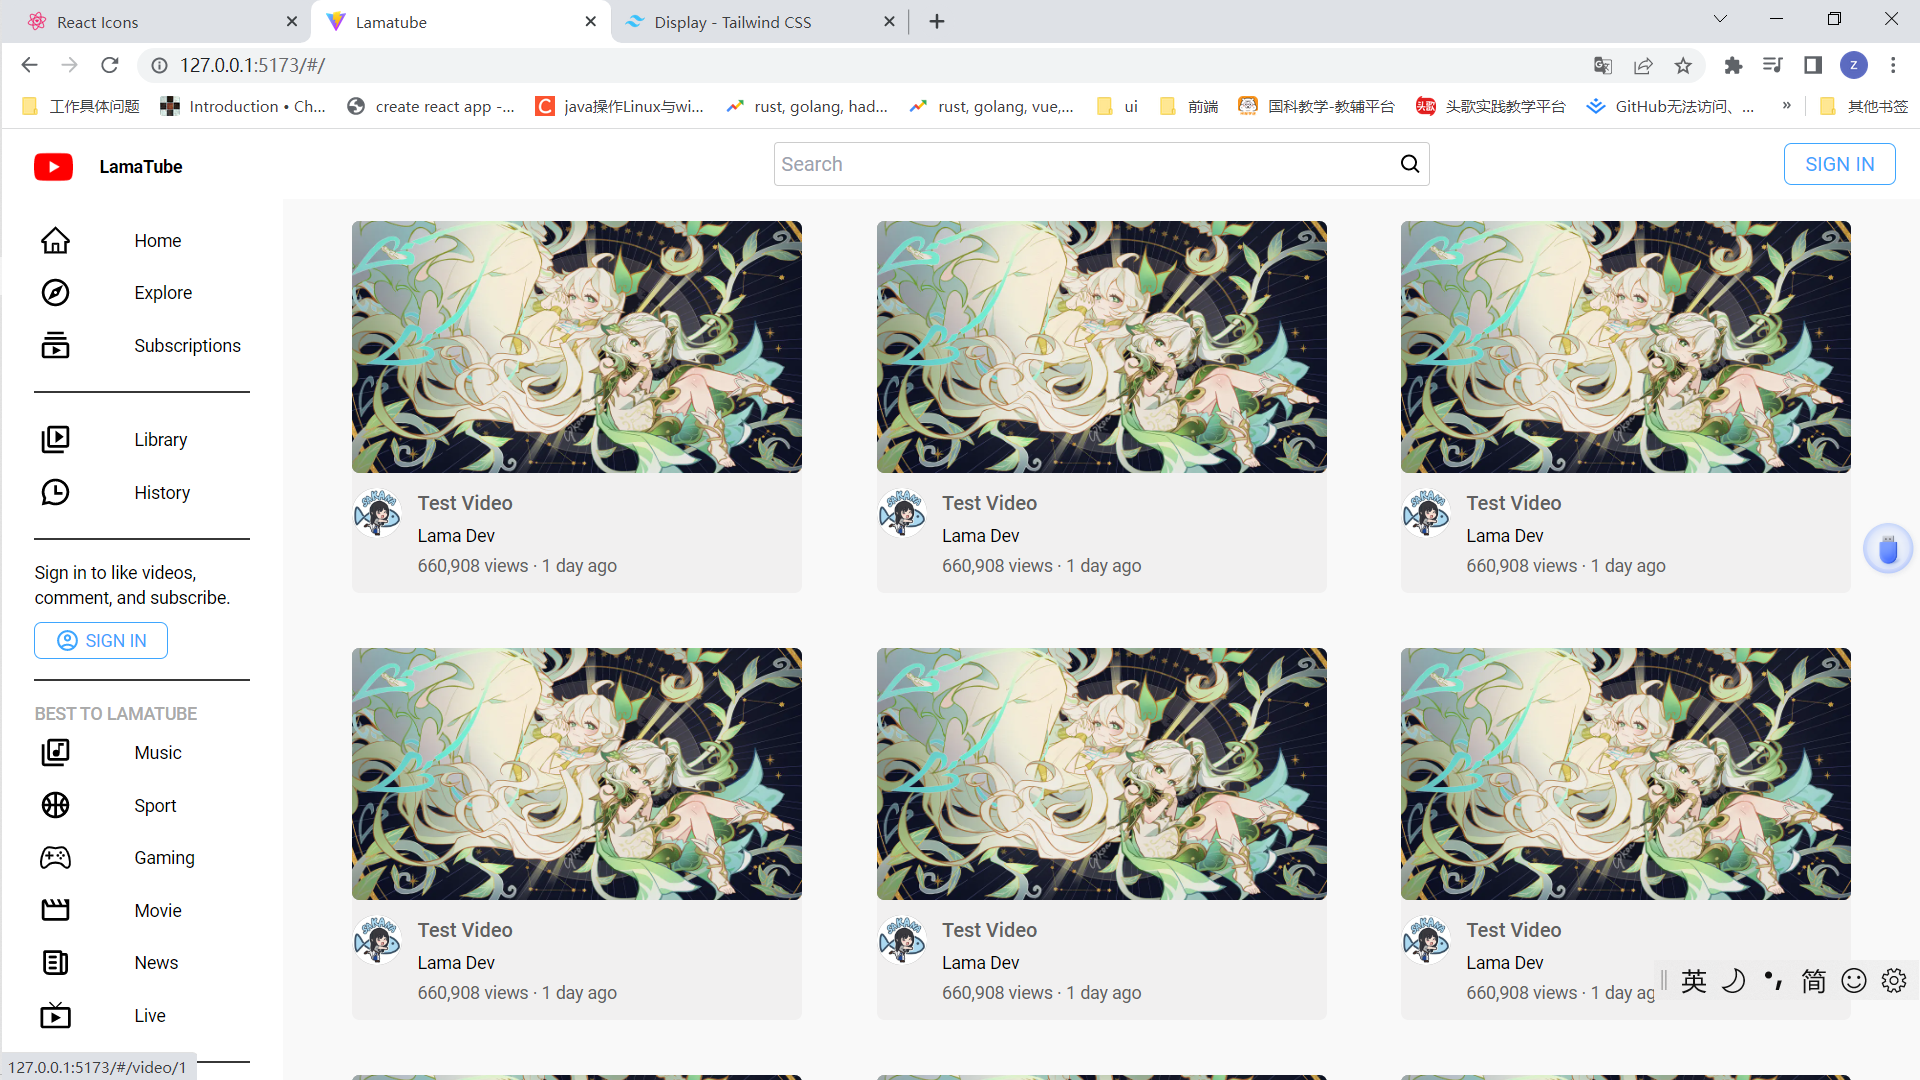 React Icons
Lamatube
Display - Tailwind CSS
127.0.0.1:5173/#/
Z
工作具体问题
Introduction • Ch...
create react app -...
java操作Linux与wi...
rust, golang, had...
rust, golang, vue,...
ui
前端
国科教学-教辅平台
头歌
头歌实践教学平台
GitHub无法访问、...
»
其他书签
LamaTube
Search
SIGN IN
Home
Explore
Subscriptions
Library
History
Sign in to like videos,
comment, and subscribe.
SIGN IN
BEST TO LAMATUBE
Music
Sport
Gaming
Movie
News
Live
Test Video
Lama Dev
660,908 views · 1 day ago
Test Video
Lama Dev
660,908 views · 1 day ago
Test Video
Lama Dev
660,908 views · 1 day ago
Test Video
Lama Dev
660,908 views · 1 day ago
Test Video
Lama Dev
660,908 views · 1 day ago
Test Video
Lama Dev
660,908 views · 1 day ag
英
简
127.0.0.1:5173/#/video/1